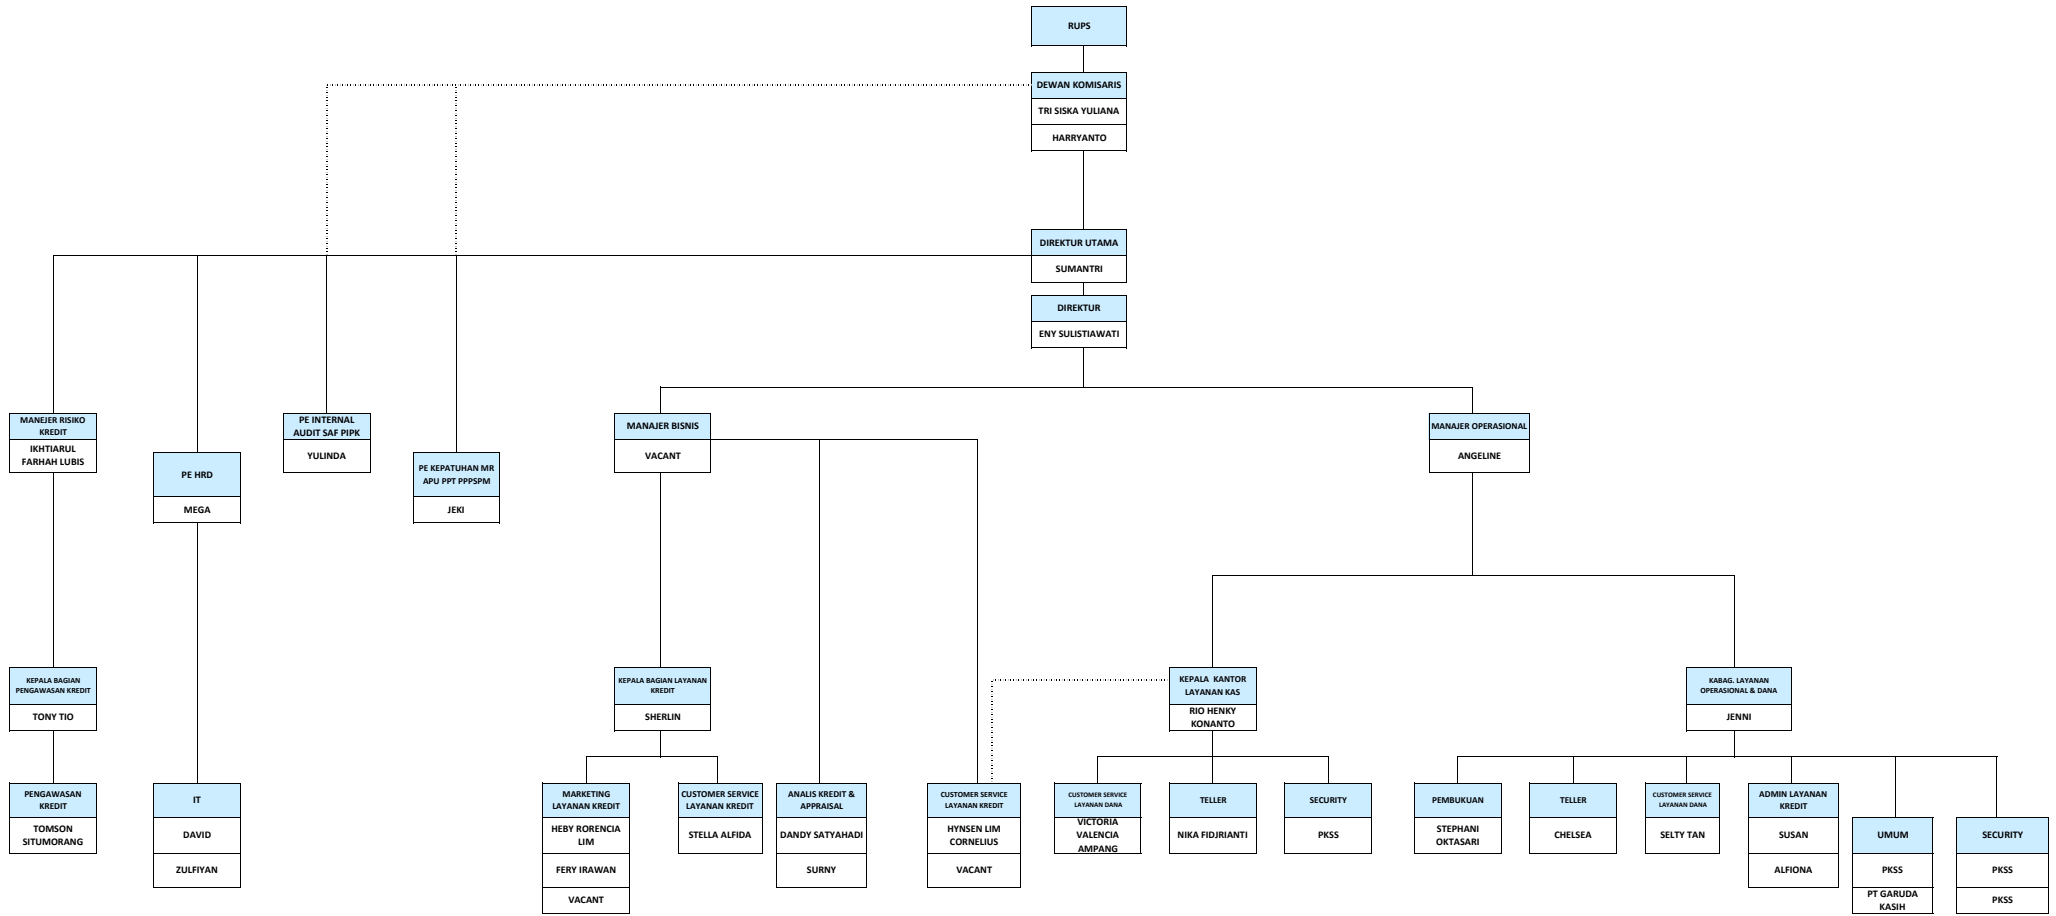 RUPS
DEWAN KOMISARIS
TRI SISKA YULIANA
HARRYANTO
DIREKTUR UTAMA
SUMANTRI
DIREKTUR
ENY SULISTIAWATI
MANEJER RISIKO
KREDIT
IKHTIARUL
FARHAH LUBIS
PE HRD
MEGA
PE INTERNAL
AUDIT SAF PIPK
YULINDA
PE KEPATUHAN MR
APU PPT PPPSPM
JEKI
MANAJER BISNIS
VACANT
MANAJER OPERASIONAL
ANGELINE
KEPALA BAGIAN
PENGAWASAN KREDIT
TONY TIO
KEPALA BAGIAN LAYANAN
KREDIT
SHERLIN
KEPALA KANTOR
LAYANAN KAS
RIO HENKY
KONANTO
KABAG. LAYANAN
OPERASIONAL & DANA
JENNI
PENGAWASAN
KREDIT
TOMSON
SITUMORANG
IT
DAVID
ZULFIYAN
MARKETING
LAYANAN KREDIT
HEBY RORENCIA
LIM
FERY IRAWAN
VACANT
CUSTOMER SERVICE
LAYANAN KREDIT
STELLA ALFIDA
ANALIS KREDIT &
APPRAISAL
DANDY SATYAHADI
SURNY
CUSTOMER SERVICE
LAYANAN KREDIT
HYNSEN LIM
CORNELIUS
VACANT
CUSTOMER SERVICE
LAYANAN DANA
VICTORIA
VALENCIA
AMPANG
TELLER
NIKA FIDJRIANTI
SECURITY
PKSS
PEMBUKUAN
STEPHANI
OKTASARI
TELLER
CHELSEA
CUSTOMER SERVICE
LAYANAN DANA
SELTY TAN
ADMIN LAYANAN
KREDIT
SUSAN
ALFIONA
UMUM
PKSS
PT GARUDA
KASIH
SECURITY
PKSS
PKSS